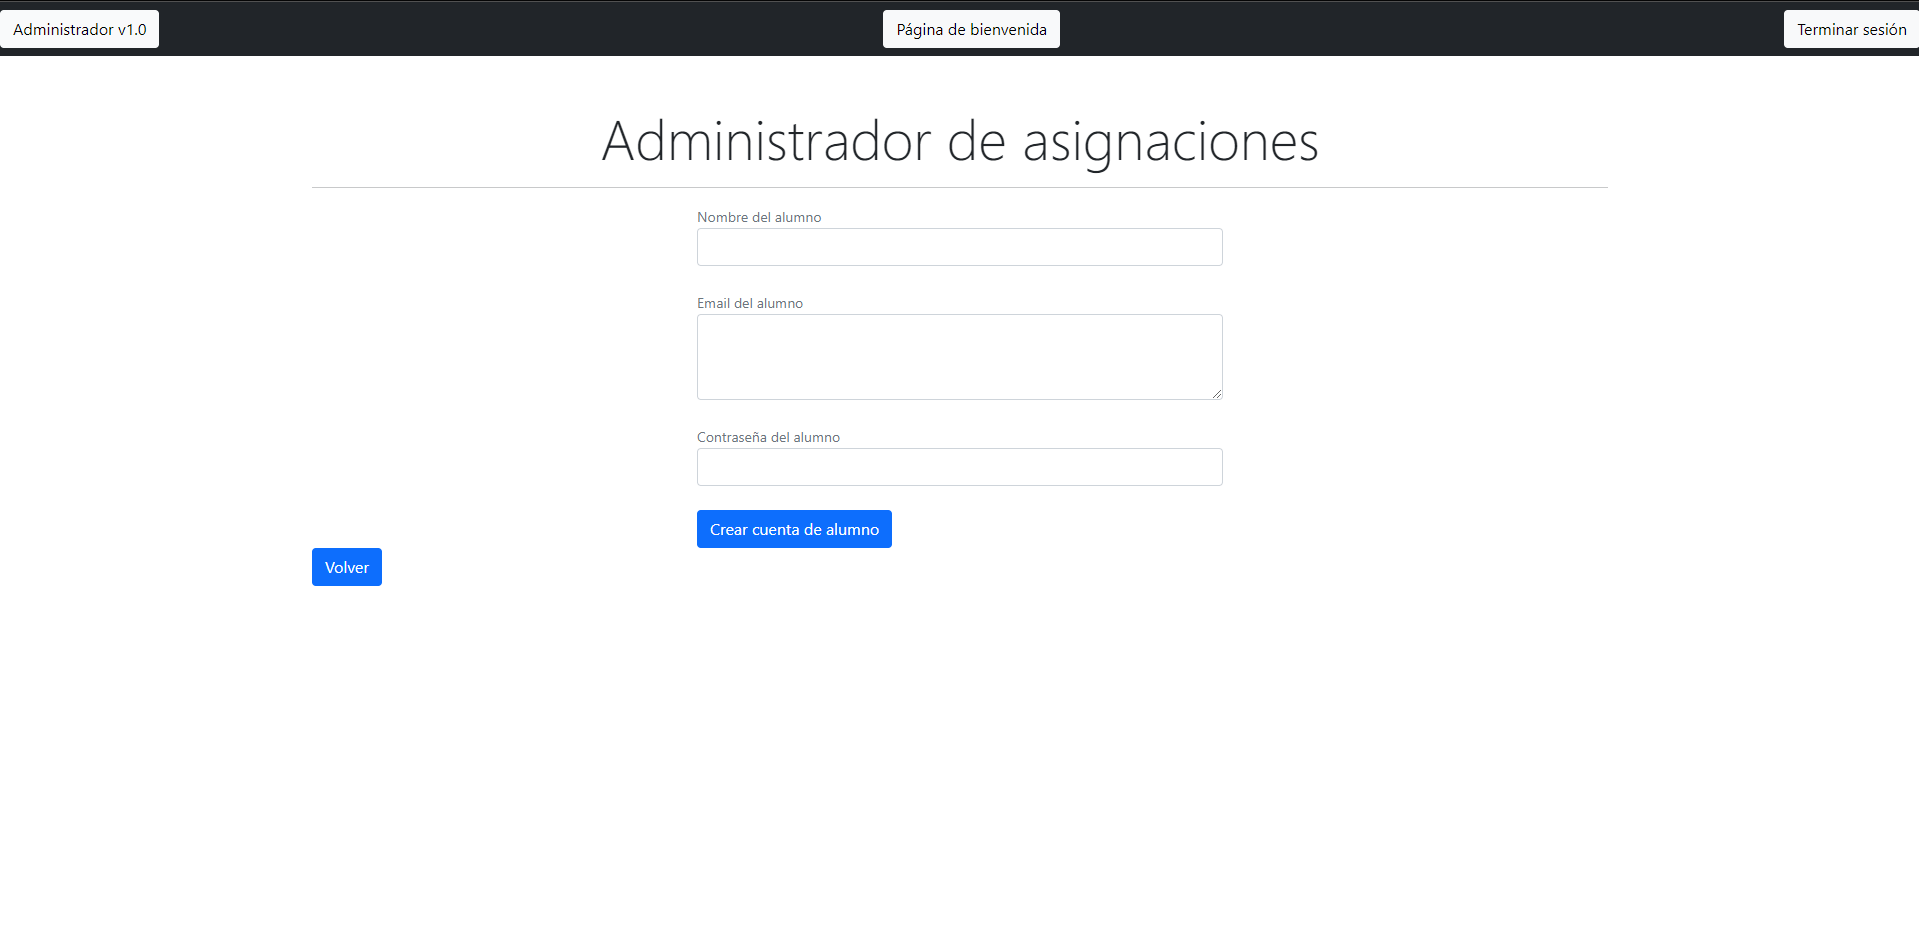 Administrador v1.0
Página de bienvenida
Terminar sesión
Administrador de asignaciones
Nombre del alumno
Email del alumno
Contraseña del alumno
Crear cuenta de alumno
Volver